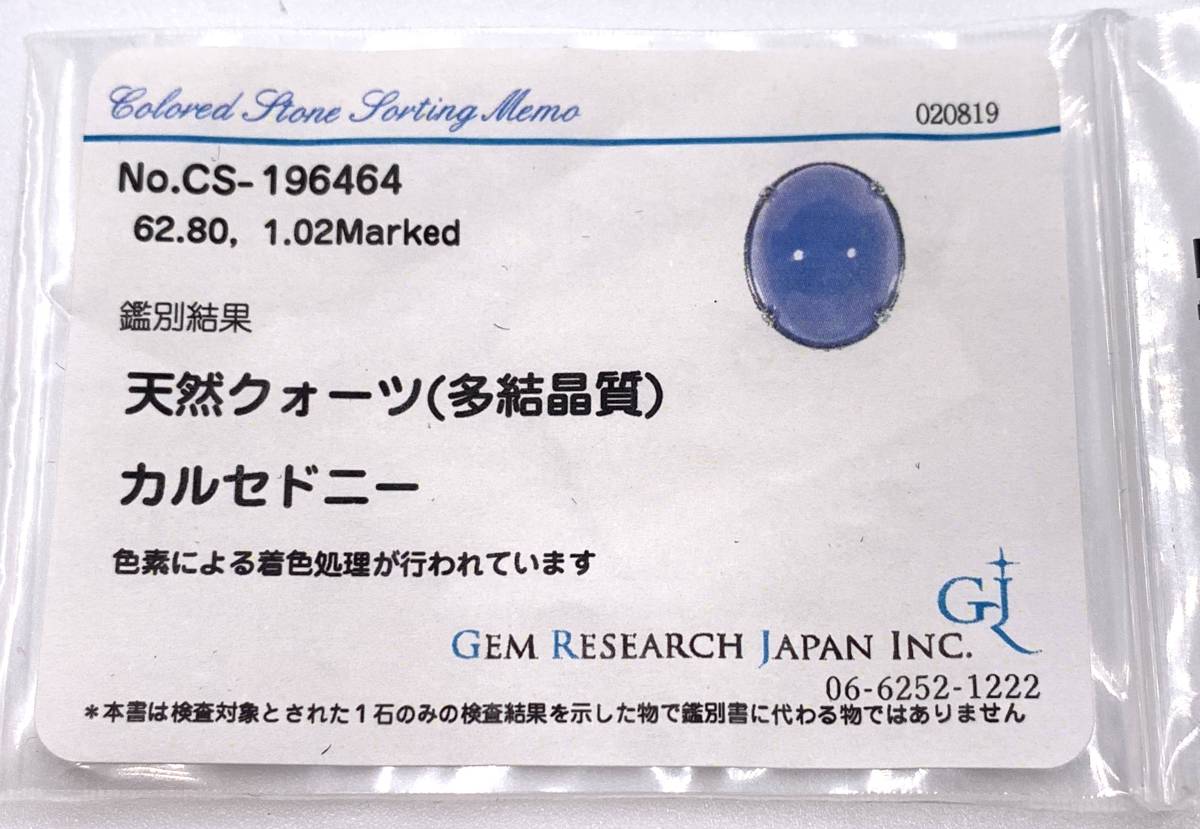 Colored Stone Sorting Memo 020819
No.CS-196464
62.80, 1.02Marked
鑑別結果
天然クォーツ(多結晶質)
カルセドニー
色素による着色処理が行われています
GEM RESEARCH JAPAN INC.
06-6252-1222
*本書は検査対象とされた1石のみの検査結果を示した物で鑑別書に代わる物ではありません